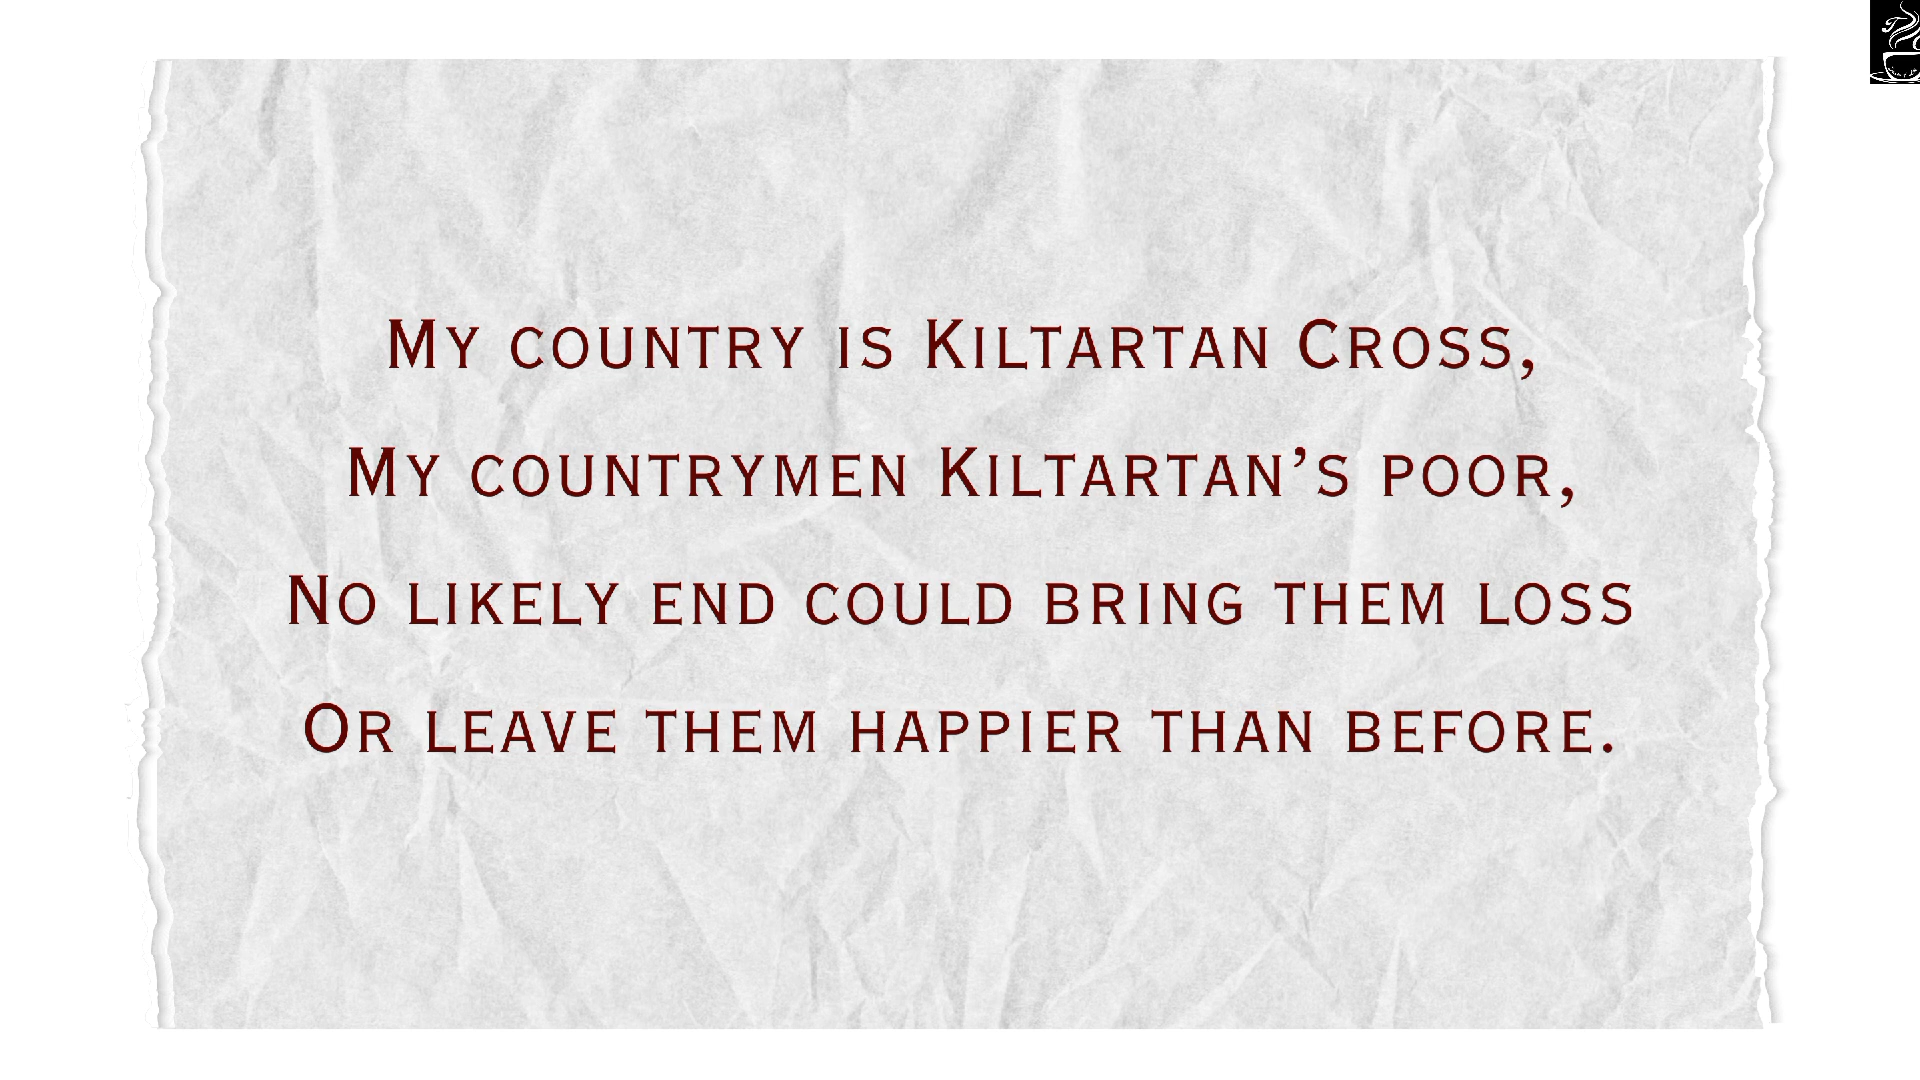 My country is Kiltartan Cross,
My countrymen Kiltartan’s poor,
No likely end could bring them loss
Or leave them happier than before.